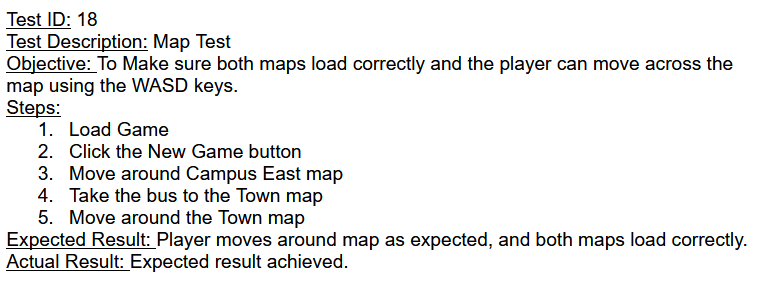 Test ID: 18
Test Description: Map Test
Objective: To Make sure both maps load correctly and the player can move across the
map using the WASD keys.
Steps:
1. Load Game
2. Click the New Game button
3. Move around Campus East map
4. Take the bus to the Town map
5. Move around the Town map
Expected Result: Player moves around map as expected, and both maps load correctly.
Actual Result: Expected result achieved.